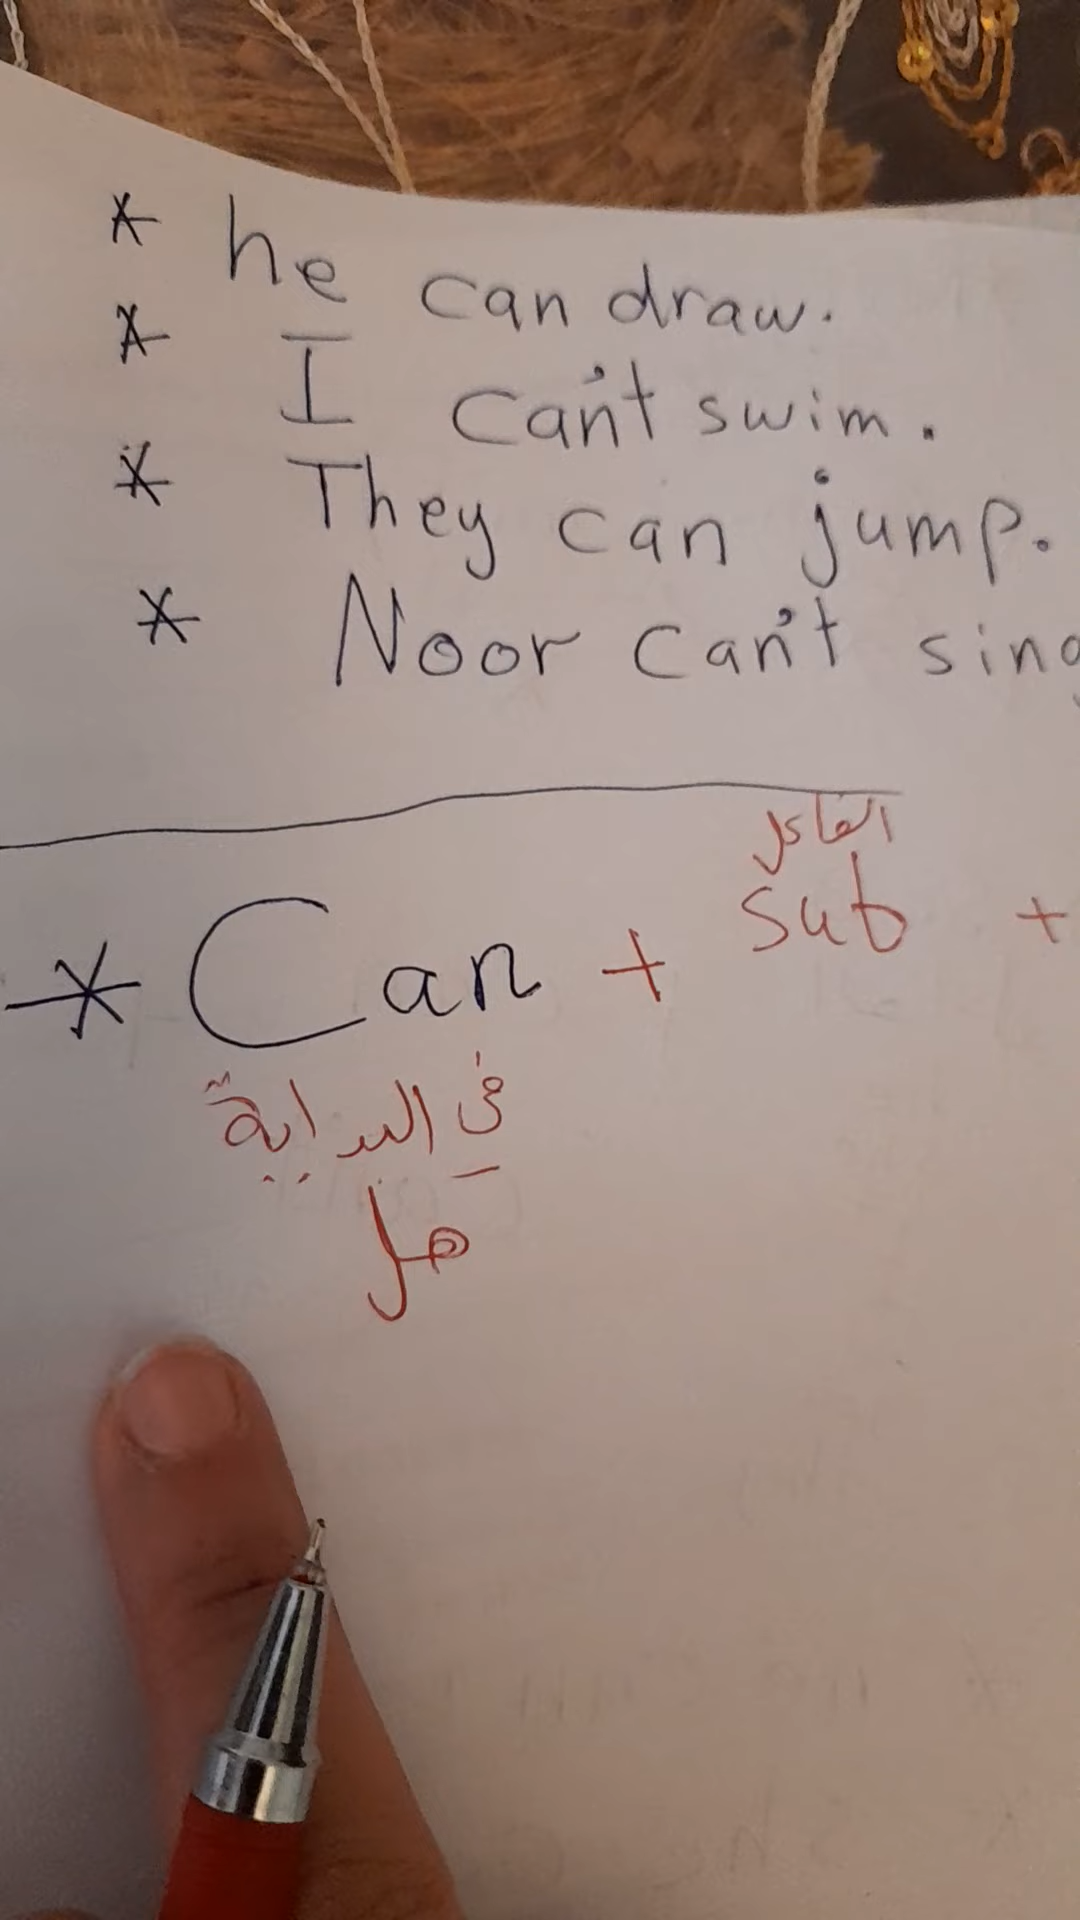 * he can draw.
* I can't swim.
* They can jump.
* Noor can't sing
الفاعل
* Can + sub +
في البداية
هل